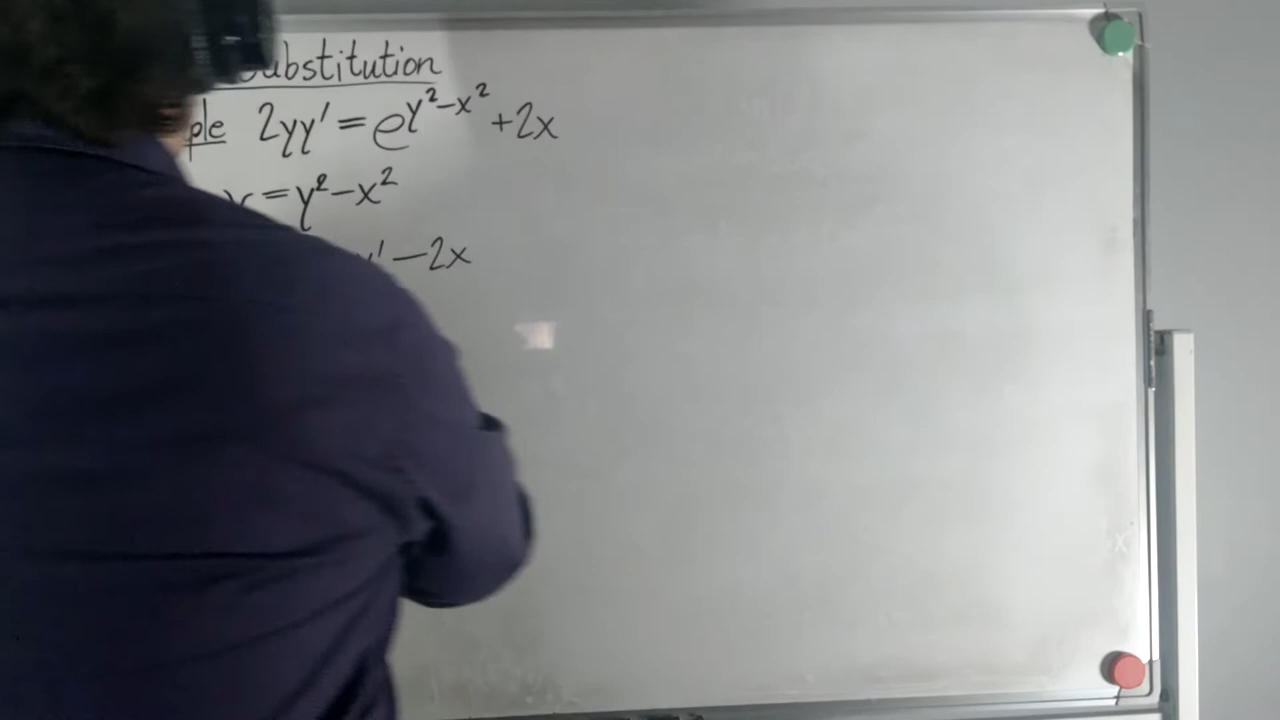 ubstitution
ple 2yy' = e^{y²-x²} + 2x
= y²-x²
y' - 2x